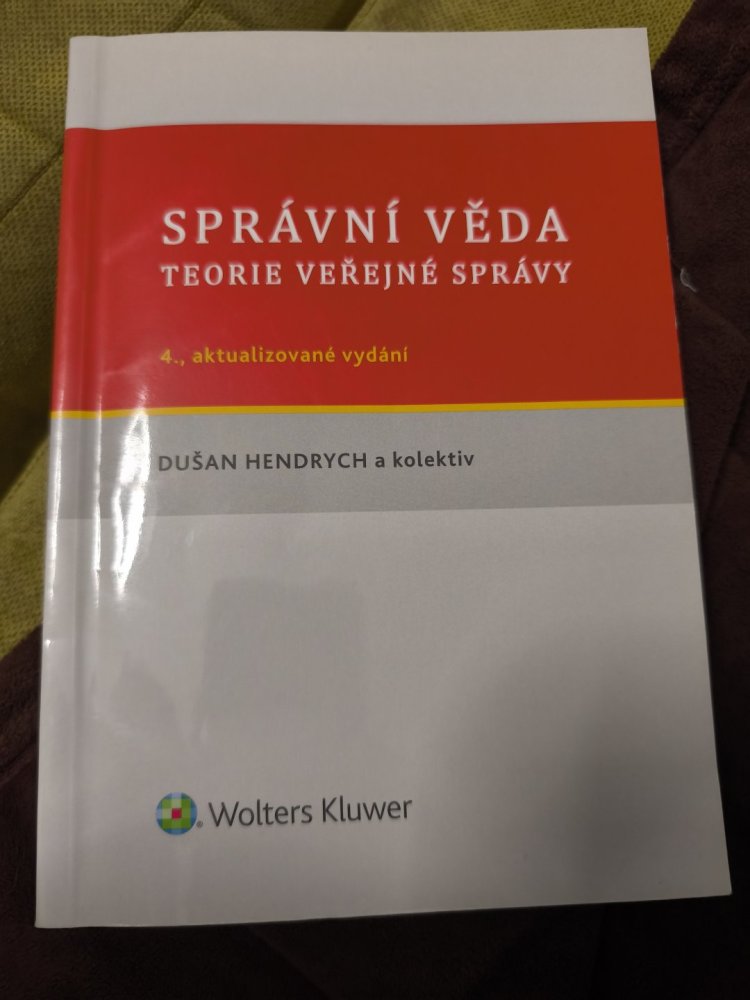 SPRÁVNÍ VĚDA
TEORIE VEŘEJNÉ SPRÁVY
4., aktualizované vydání
DUŠAN HENDRYCH a kolektiv
Wolters Kluwer